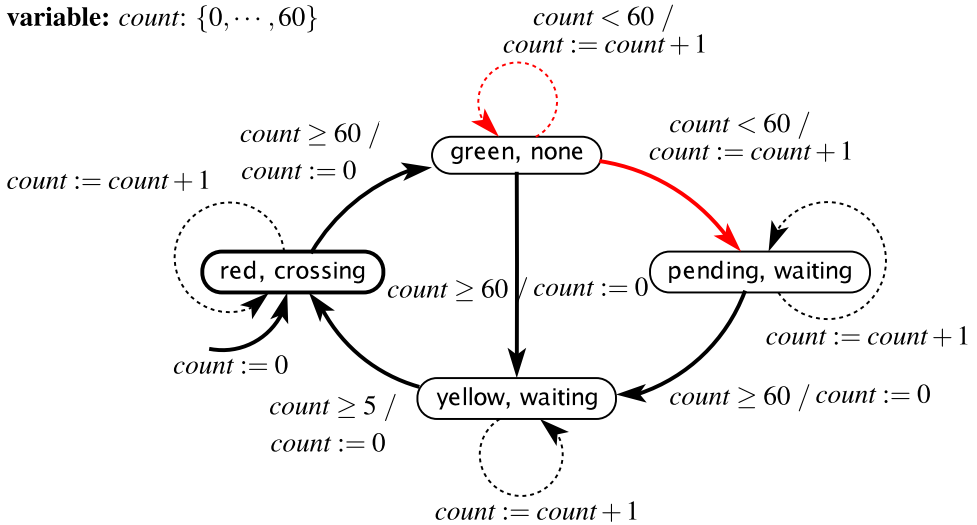 variable: count: {0, ⋯ , 60}
count < 60 /
count := count + 1
count ≥ 60 /
count := 0
count < 60 /
count := count + 1
green, none
count := count + 1
red, crossing
pending, waiting
count ≥ 60 / count := 0
count := count + 1
count := 0
yellow, waiting
count ≥ 60 / count := 0
count ≥ 5 /
count := 0
count := count + 1